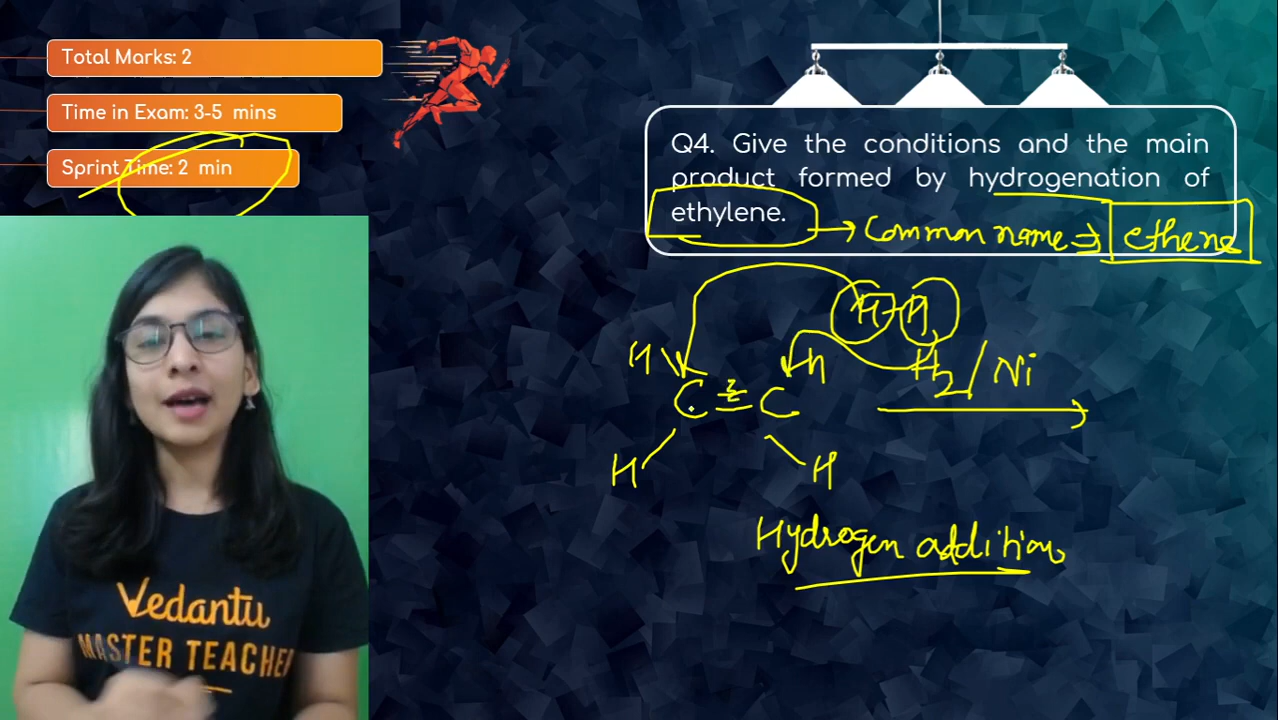 Total Marks: 2
Time in Exam: 3-5 mins
Sprint Time: 2 min
Q4. Give the conditions and the main
product formed by hydrogenation of
ethylene.
→ Common name ⇒ ethene
H-H
H H H2/Ni
C = C
H H
Hydrogen addition
Vedantu
MASTER TEACHER